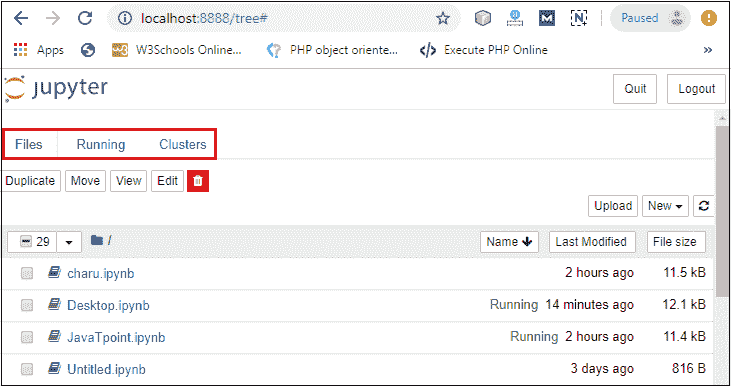 localhost:8888/tree#
Paused
Apps
W3Schools Online...
PHP object oriente...
Execute PHP Online
»
jupyter
Quit
Logout
Files
Running
Clusters
Duplicate
Move
View
Edit
Upload
New
29
/
Name
Last Modified
File size
charu.ipynb
2 hours ago
11.5 kB
Desktop.ipynb
Running 14 minutes ago
12.1 kB
JavaTpoint.ipynb
Running 2 hours ago
11.4 kB
Untitled.ipynb
3 days ago
816 B